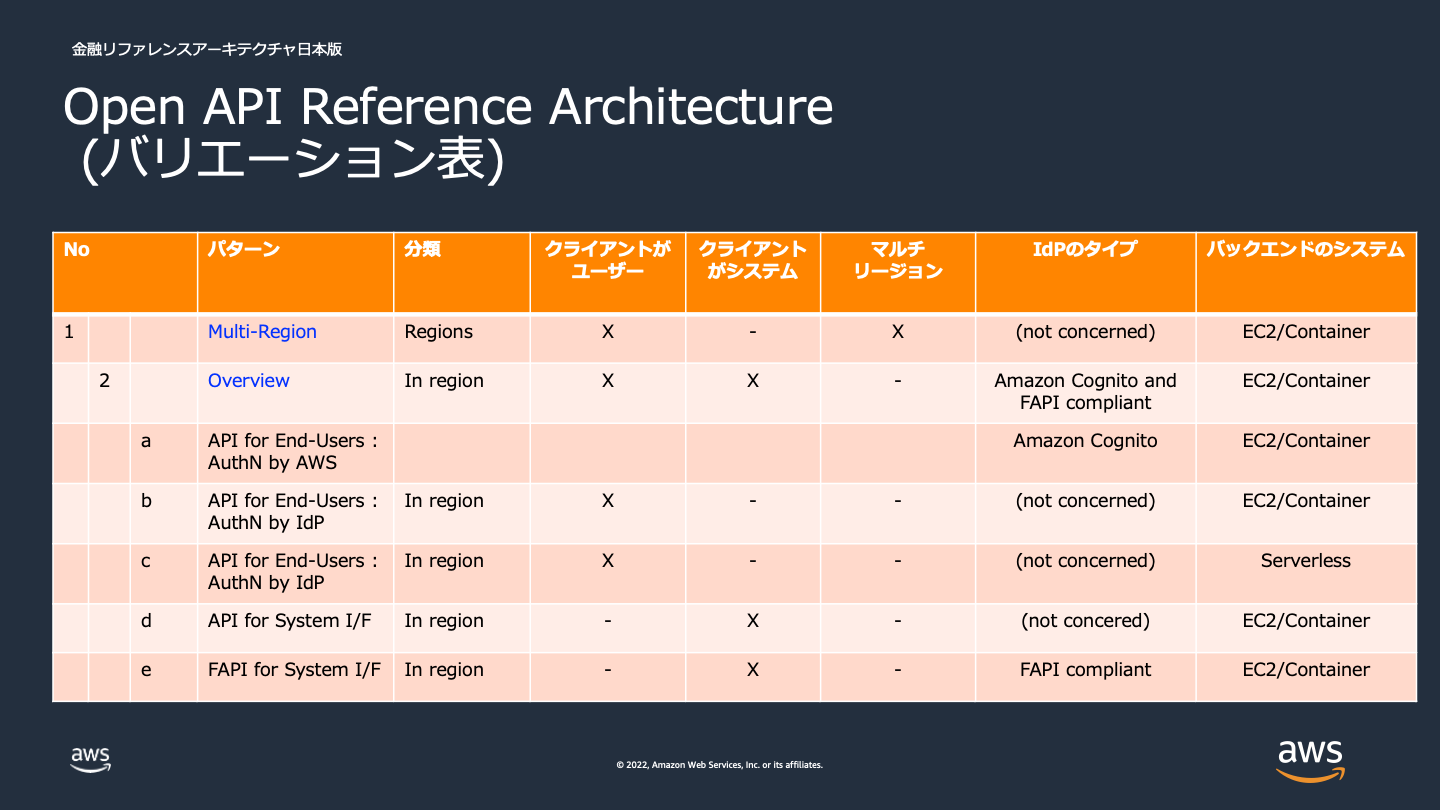 金融リファレンスアーキテクチャ日本版
Open API Reference Architecture
(バリエーション表)
No パターン 分類 クライアントが クライアント マルチ IdPのタイプ バックエンドのシステム
ユーザー がシステム リージョン
1 Multi-Region Regions X - X (not concerned) EC2/Container
2 Overview In region X X - Amazon Cognito and EC2/Container
FAPI compliant
a API for End-Users : Amazon Cognito EC2/Container
AuthN by AWS
b API for End-Users : In region X - - (not concerned) EC2/Container
AuthN by IdP
c API for End-Users : In region X - - (not concerned) Serverless
AuthN by IdP
d API for System I/F In region - X - (not concered) EC2/Container
e FAPI for System I/F In region - X - FAPI compliant EC2/Container
aws
© 2022, Amazon Web Services, Inc. or its affiliates.
aws